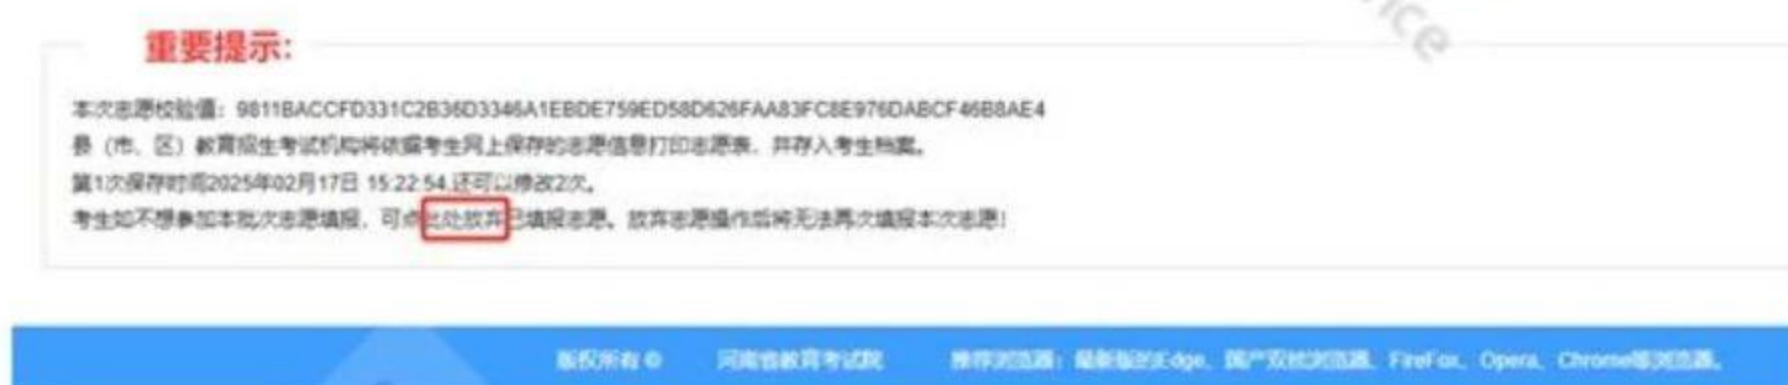 ice
重要提示:
本次志愿校验值：9811BACCFD331C2B36D3346A1EBDE759ED58D626FAA83FC8E976DABCF46B8AE4
县（市、区）教育招生考试机构将依据考生网上保存的志愿信息打印志愿表，并存入考生档案。
第1次保存时间2025年02月17日 15:22:54,还可以修改2次。
考生如不想参加本批次志愿填报，可点此处放弃已填报志愿。放弃志愿操作后将无法再次填报本次志愿！
版权所有 © 河南省教育考试院 推荐浏览器：最新版的Edge、国产双核浏览器、FireFox、Opera、Chrome等浏览器。